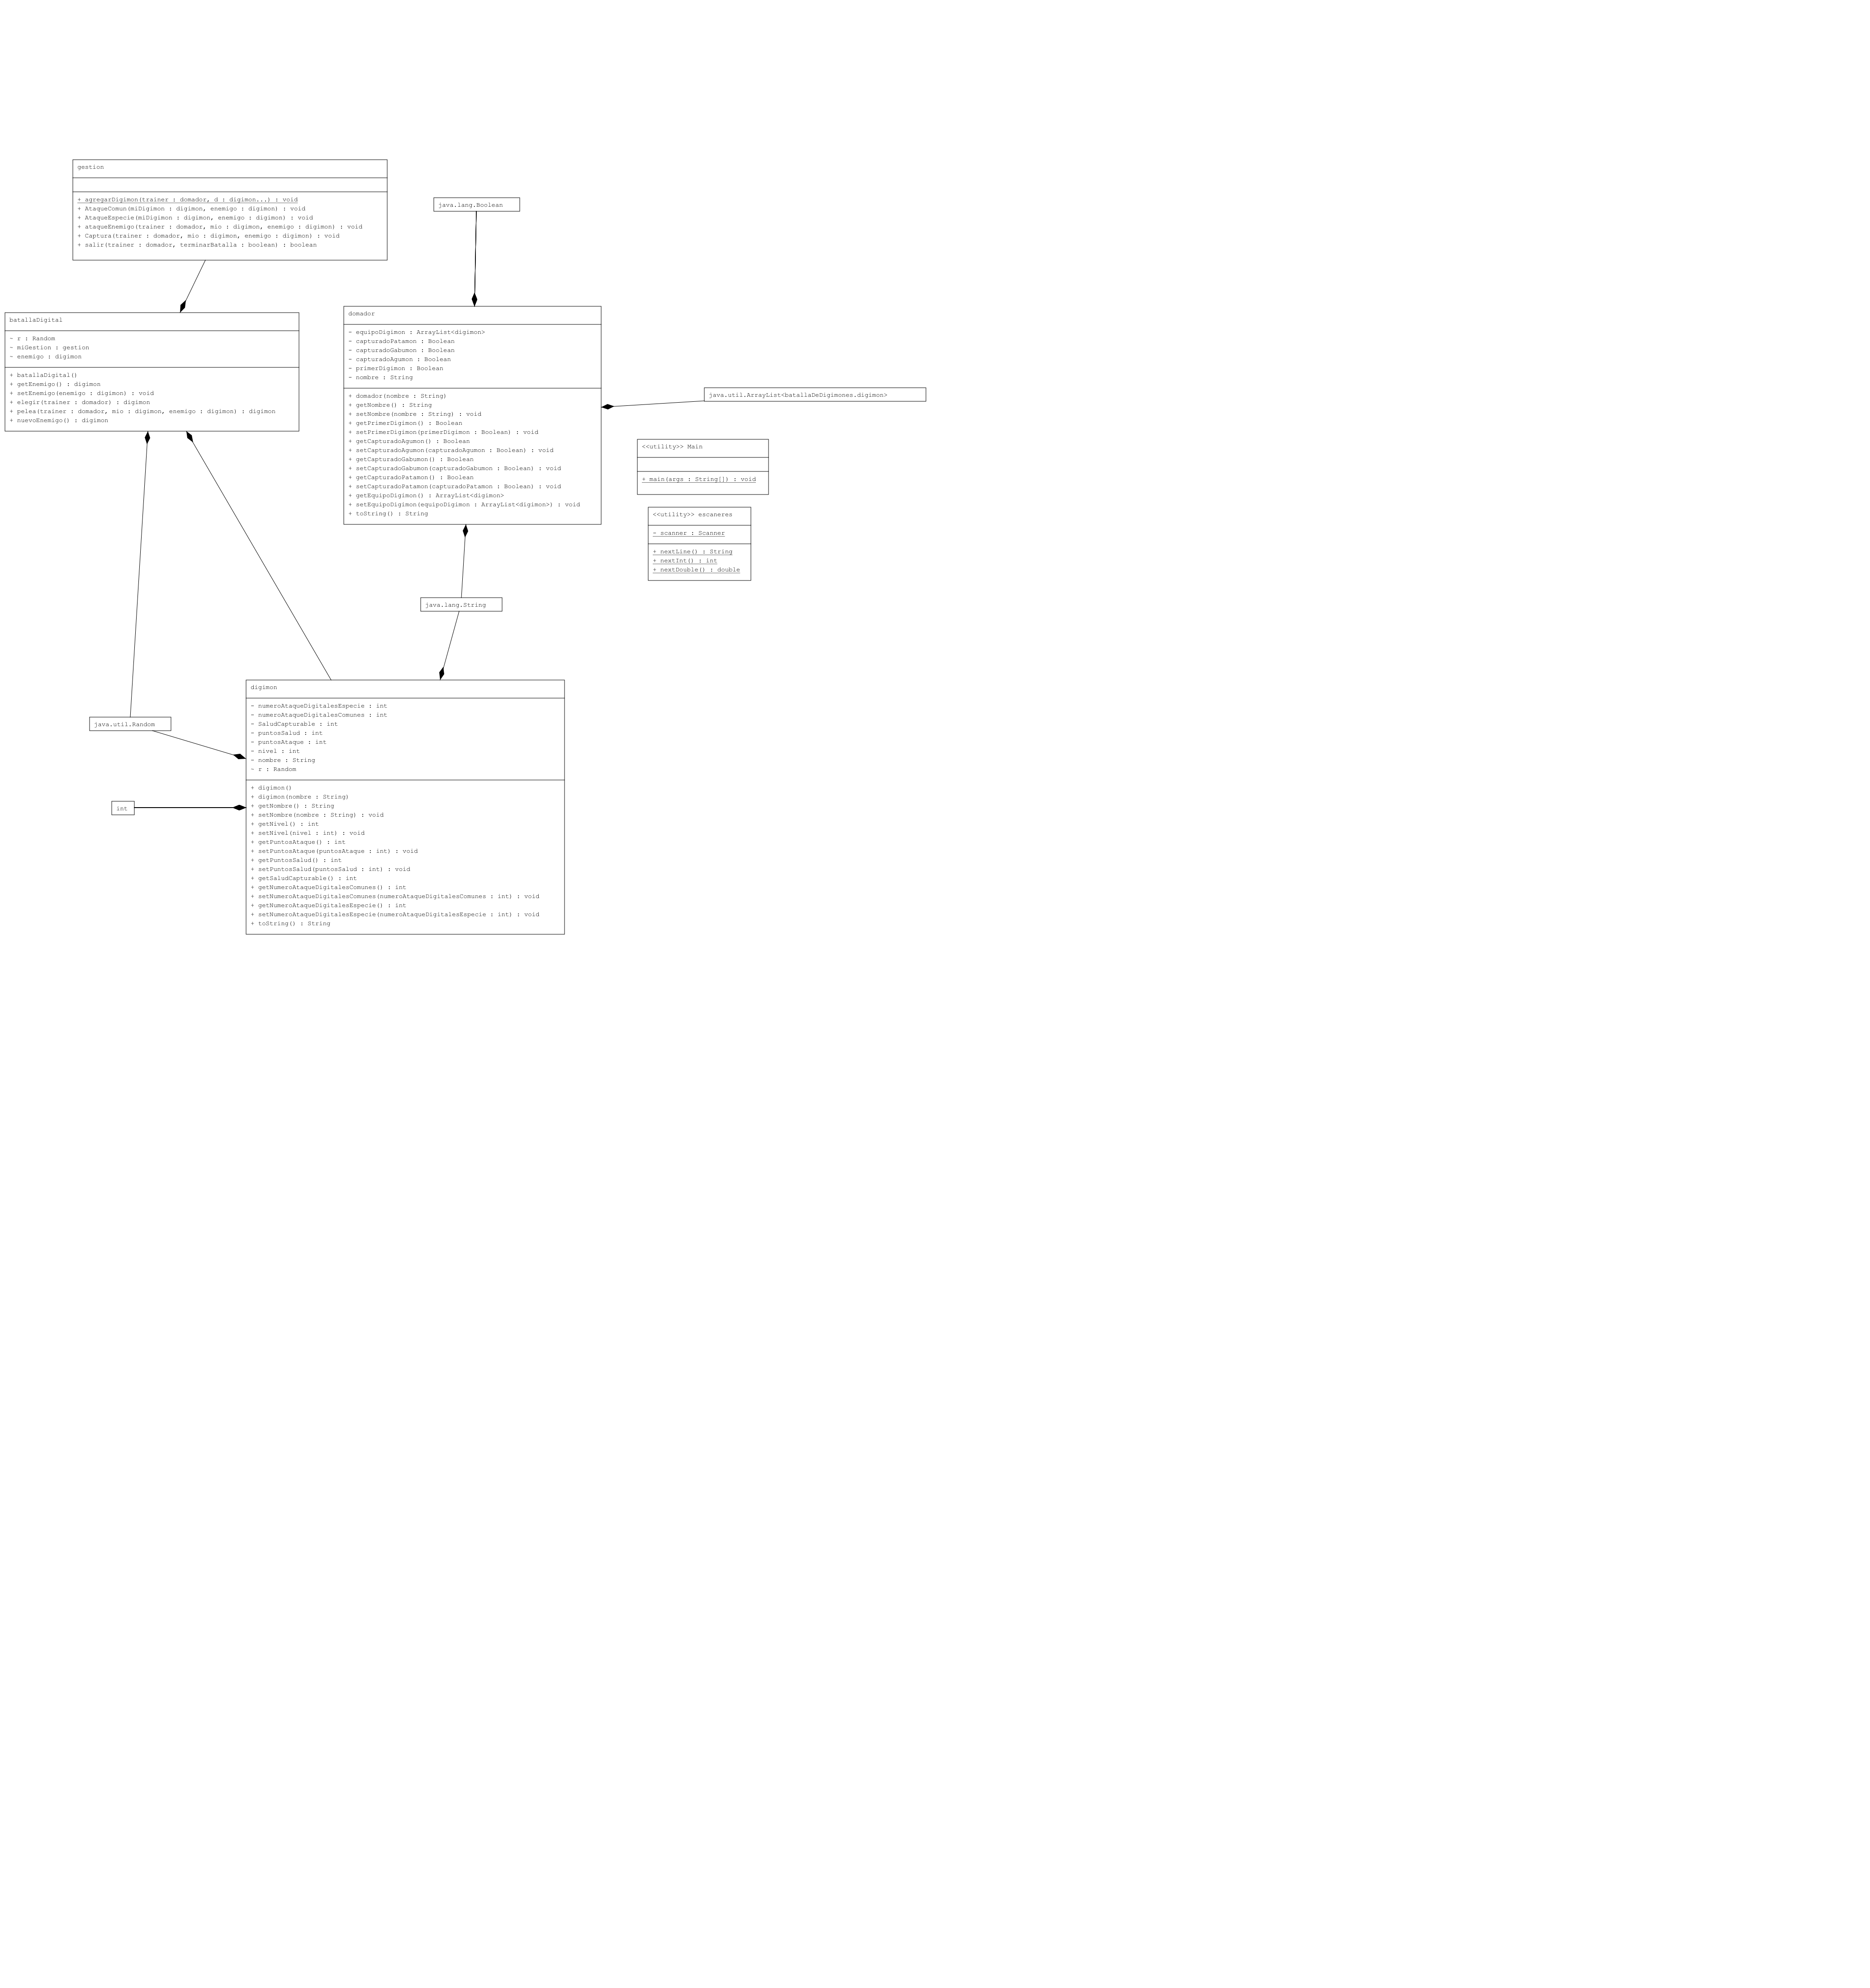 gestion
+ agregarDigimon(trainer : domador, d : digimon...) : void
+ AtaqueComun(miDigimon : digimon, enemigo : digimon) : void
+ AtaqueEspecie(miDigimon : digimon, enemigo : digimon) : void
+ ataqueEnemigo(trainer : domador, mio : digimon, enemigo : digimon) : void
+ Captura(trainer : domador, mio : digimon, enemigo : digimon) : void
+ salir(trainer : domador, terminarBatalla : boolean) : boolean
java.lang.Boolean
batallaDigital
- r : Random
- miGestion : gestion
- enemigo : digimon
+ batallaDigital()
+ getEnemigo() : digimon
+ setEnemigo(enemigo : digimon) : void
+ elegir(trainer : domador) : digimon
+ pelea(trainer : domador, mio : digimon, enemigo : digimon) : digimon
+ nuevoEnemigo() : digimon
domador
- equipoDigimon : ArrayList<digimon>
- capturadoPatamon : Boolean
- capturadoGabumon : Boolean
- capturadoAgumon : Boolean
- primerDigimon : Boolean
- nombre : String
+ domador(nombre : String)
+ getNombre() : String
+ setNombre(nombre : String) : void
+ getPrimerDigimon() : Boolean
+ setPrimerDigimon(primerDigimon : Boolean) : void
+ getCapturadoAgumon() : Boolean
+ setCapturadoAgumon(capturadoAgumon : Boolean) : void
+ getCapturadoGabumon() : Boolean
+ setCapturadoGabumon(capturadoGabumon : Boolean) : void
+ getCapturadoPatamon() : Boolean
+ setCapturadoPatamon(capturadoPatamon : Boolean) : void
+ getEquipoDigimon() : ArrayList<digimon>
+ setEquipoDigimon(equipoDigimon : ArrayList<digimon>) : void
+ toString() : String
java.util.ArrayList<batallaDeDigimones.digimon>
<<utility>> Main
+ main(args : String[]) : void
<<utility>> escaneres
- scanner : Scanner
+ nextLine() : String
+ nextInt() : int
+ nextDouble() : double
java.lang.String
java.util.Random
int
digimon
- numeroAtaqueDigitalesEspecie : int
- numeroAtaqueDigitalesComunes : int
- SaludCapturable : int
- puntosSalud : int
- puntosAtaque : int
- nivel : int
- nombre : String
- r : Random
+ digimon()
+ digimon(nombre : String)
+ getNombre() : String
+ setNombre(nombre : String) : void
+ getNivel() : int
+ setNivel(nivel : int) : void
+ getPuntosAtaque() : int
+ setPuntosAtaque(puntosAtaque : int) : void
+ getPuntosSalud() : int
+ setPuntosSalud(puntosSalud : int) : void
+ getSaludCapturable() : int
+ getNumeroAtaqueDigitalesComunes() : int
+ setNumeroAtaqueDigitalesComunes(numeroAtaqueDigitalesComunes : int) : void
+ getNumeroAtaqueDigitalesEspecie() : int
+ setNumeroAtaqueDigitalesEspecie(numeroAtaqueDigitalesEspecie : int) : void
+ toString() : String